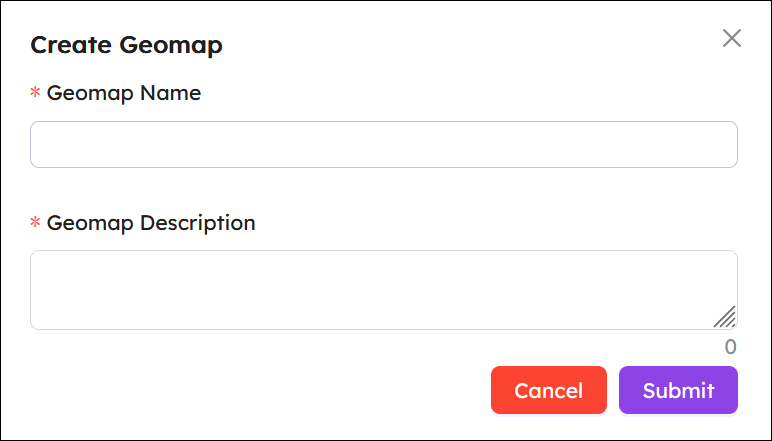 Create Geomap
* Geomap Name
* Geomap Description
0
Cancel Submit